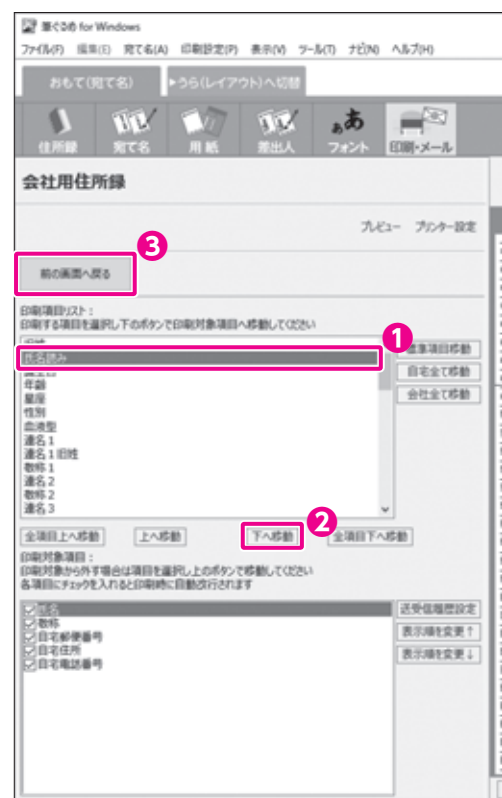 筆ぐるめ for Windows
ファイル(F) 編集(E) 宛て名(A) 印刷設定(P) 表示(V) ツール(T) ナビ(N) ヘルプ(H)
おもて(宛て名) ▶うら(レイアウト)へ切替
住所録 宛て名 用紙 差出人 フォント 印刷・メール
会社用住所録
プレビュー プリンター設定
3
前の画面へ戻る
印刷項目リスト:
印刷する項目を選択し下のボタンで印刷対象項目へ移動してください
1
標準項目移動
氏名読み
自宅全て移動
年齢
会社全て移動
星座
性別
血液型
連名1
連名1旧姓
敬称1
連名2
敬称2
連名3
2
全項目上へ移動 上へ移動 下へ移動 全項目下へ移動
印刷対象項目:
印刷対象から外す場合は項目を選択し上のボタンで移動してください
各項目にチェックを入れると印刷時に自動改行されます
氏名 送受信履歴設定
敬称
自宅郵便番号 表示順を変更↑
自宅住所
自宅電話番号 表示順を変更↓